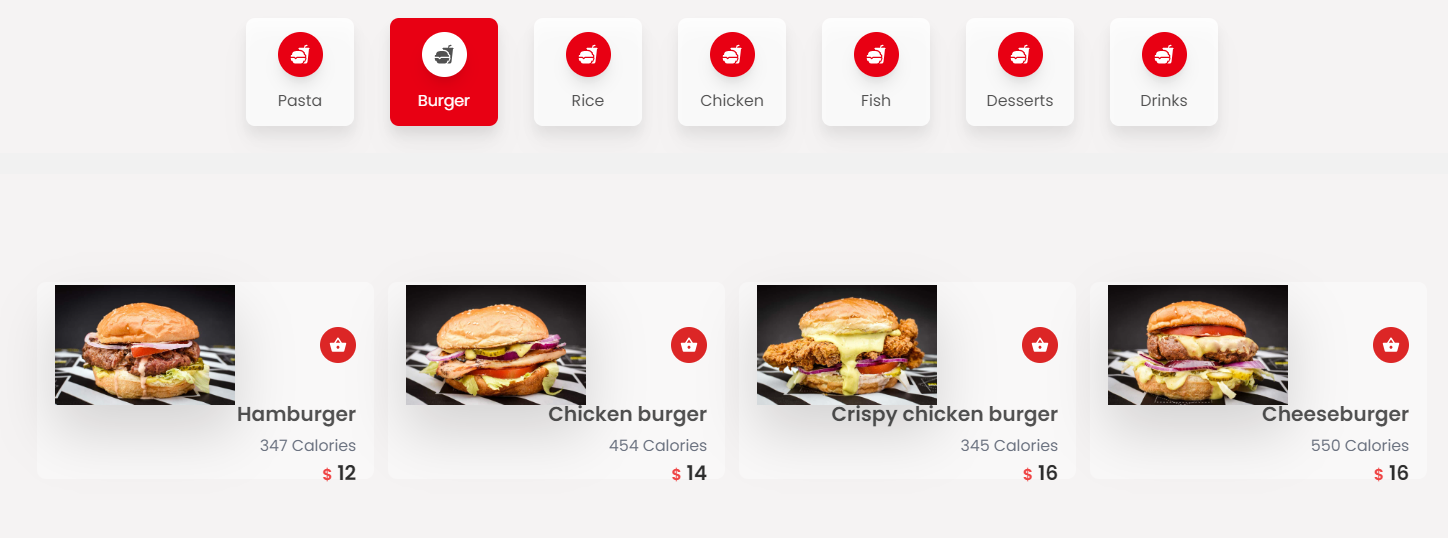 Pasta
Burger
Rice
Chicken
Fish
Desserts
Drinks
Hamburger
347 Calories
$ 12
Chicken burger
454 Calories
$ 14
Crispy chicken burger
345 Calories
$ 16
Cheeseburger
550 Calories
$ 16